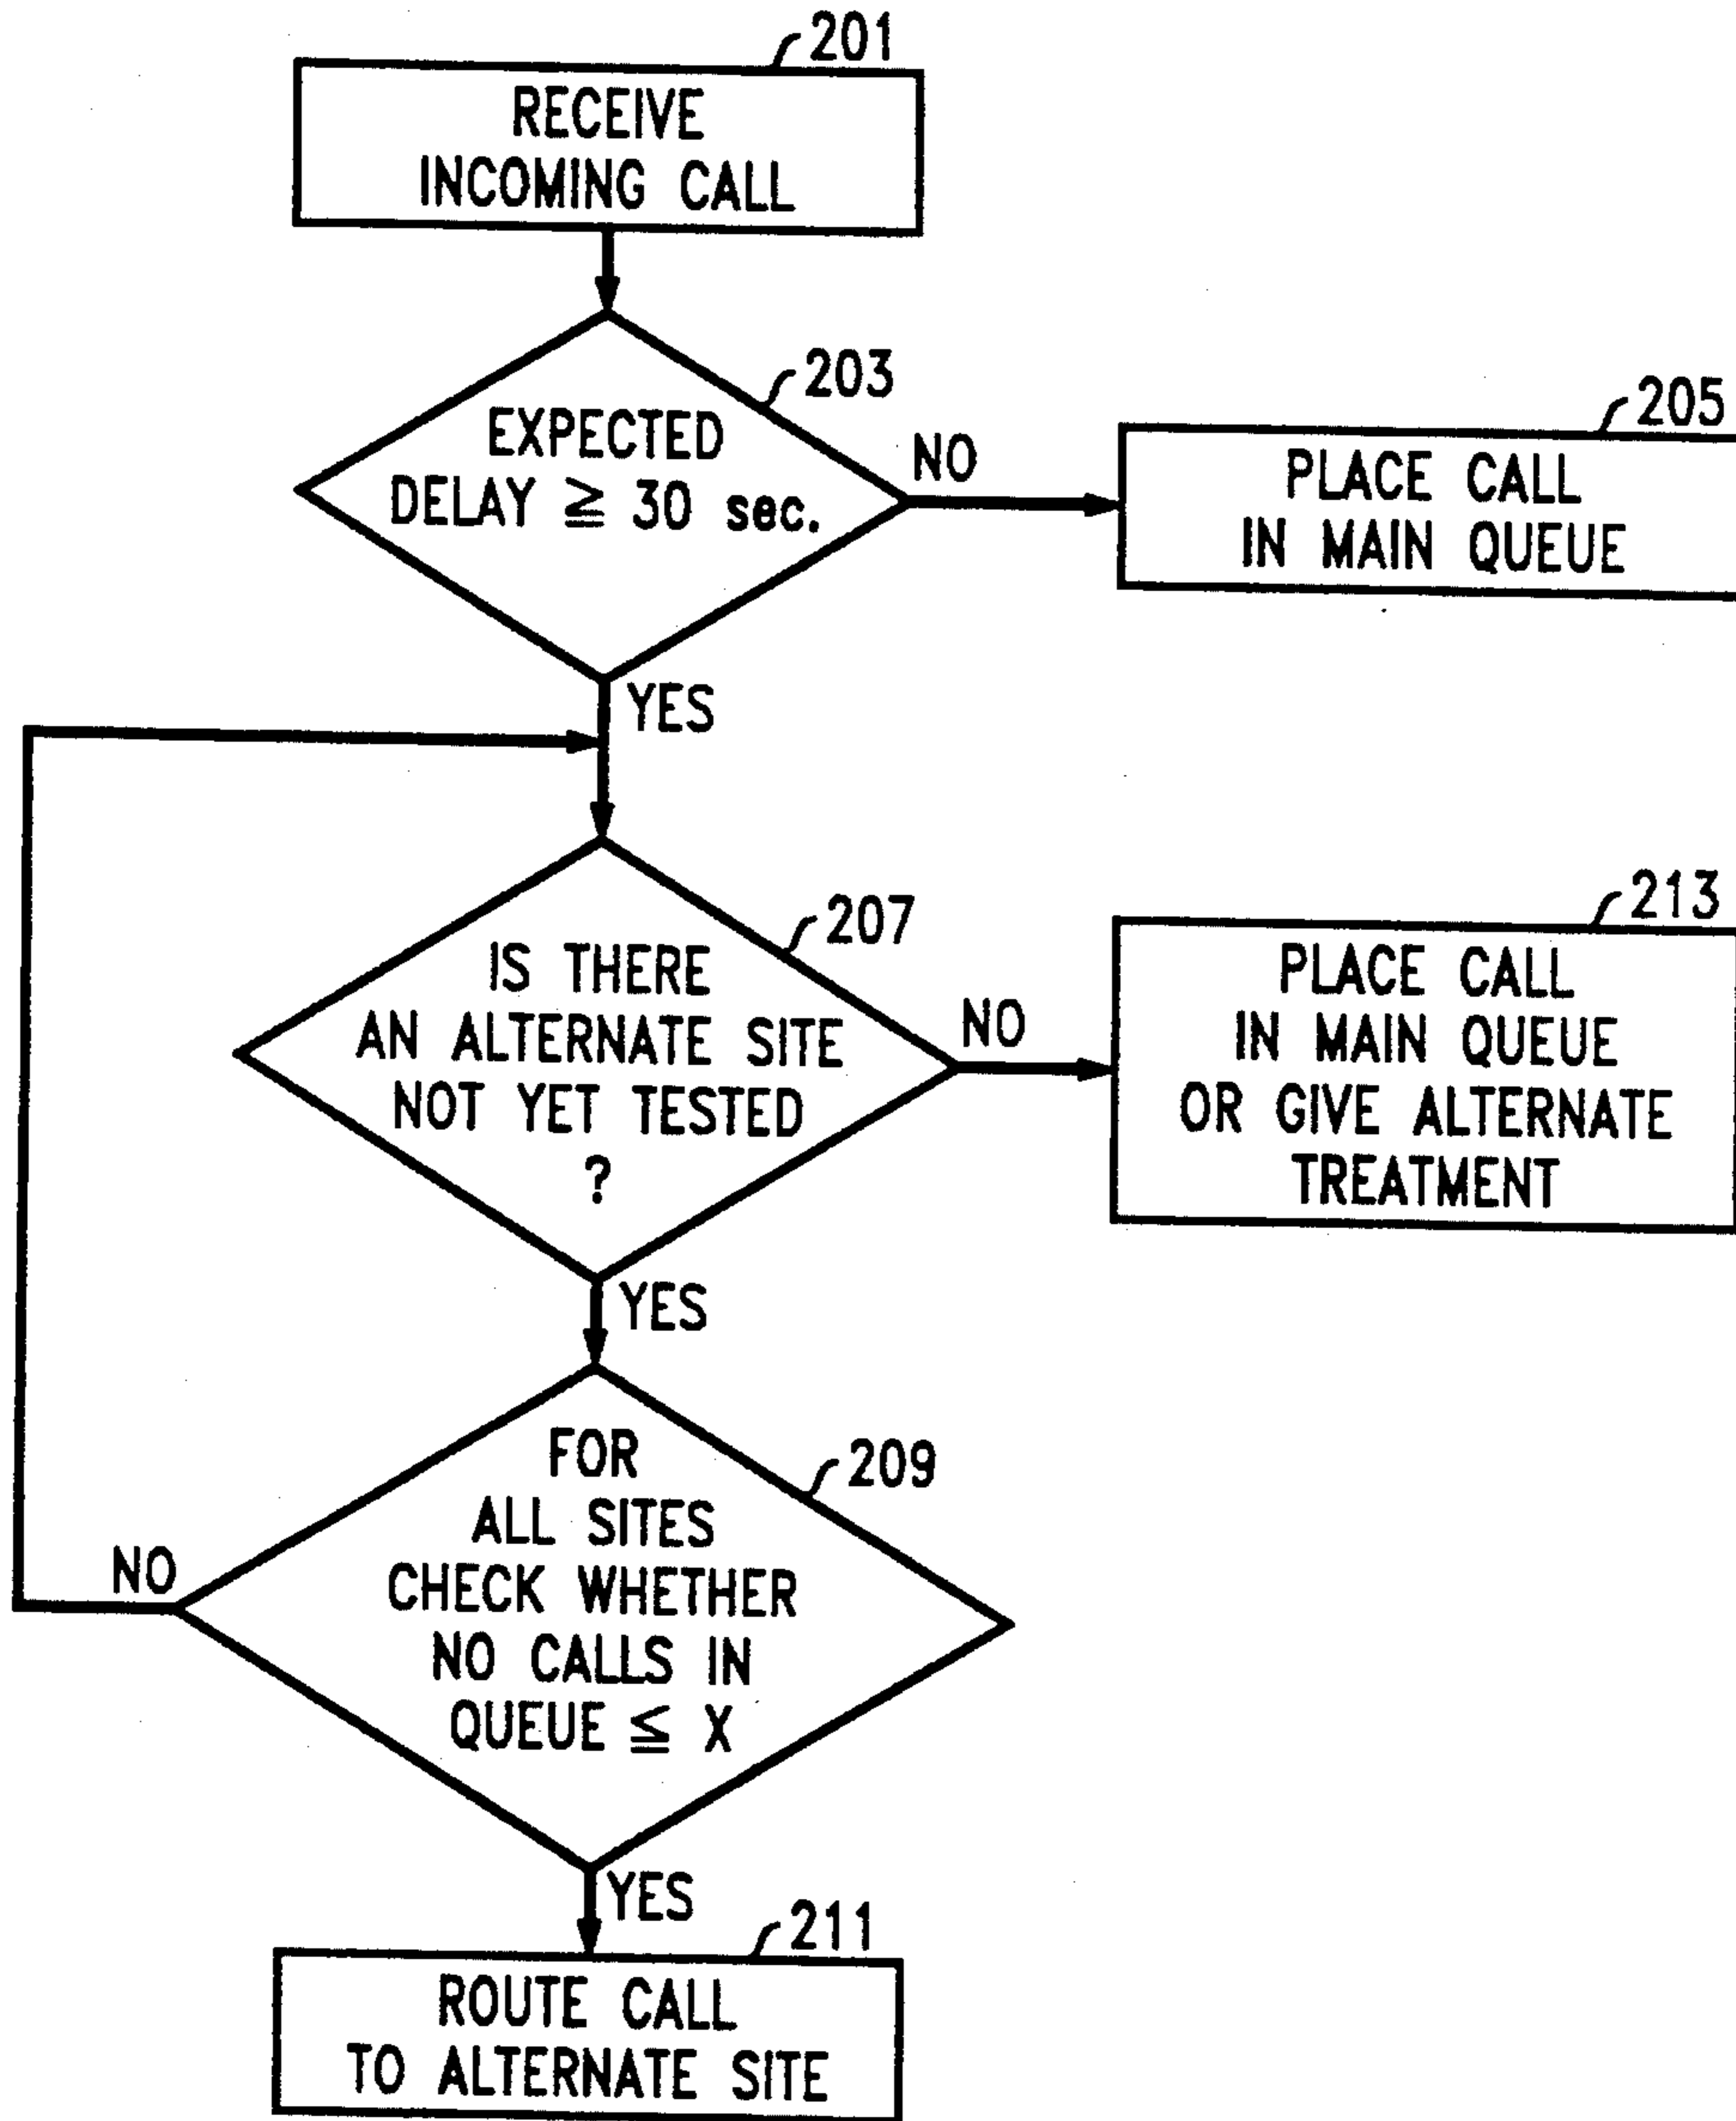 201
RECEIVE
INCOMING CALL
203
EXPECTED
DELAY ≧ 30 sec.
NO
205
PLACE CALL
IN MAIN QUEUE
YES
207
IS THERE
AN ALTERNATE SITE
NOT YET TESTED
?
NO
213
PLACE CALL
IN MAIN QUEUE
OR GIVE ALTERNATE
TREATMENT
YES
209
FOR
ALL SITES
CHECK WHETHER
NO CALLS IN
QUEUE ≦ X
NO
YES
211
ROUTE CALL
TO ALTERNATE SITE